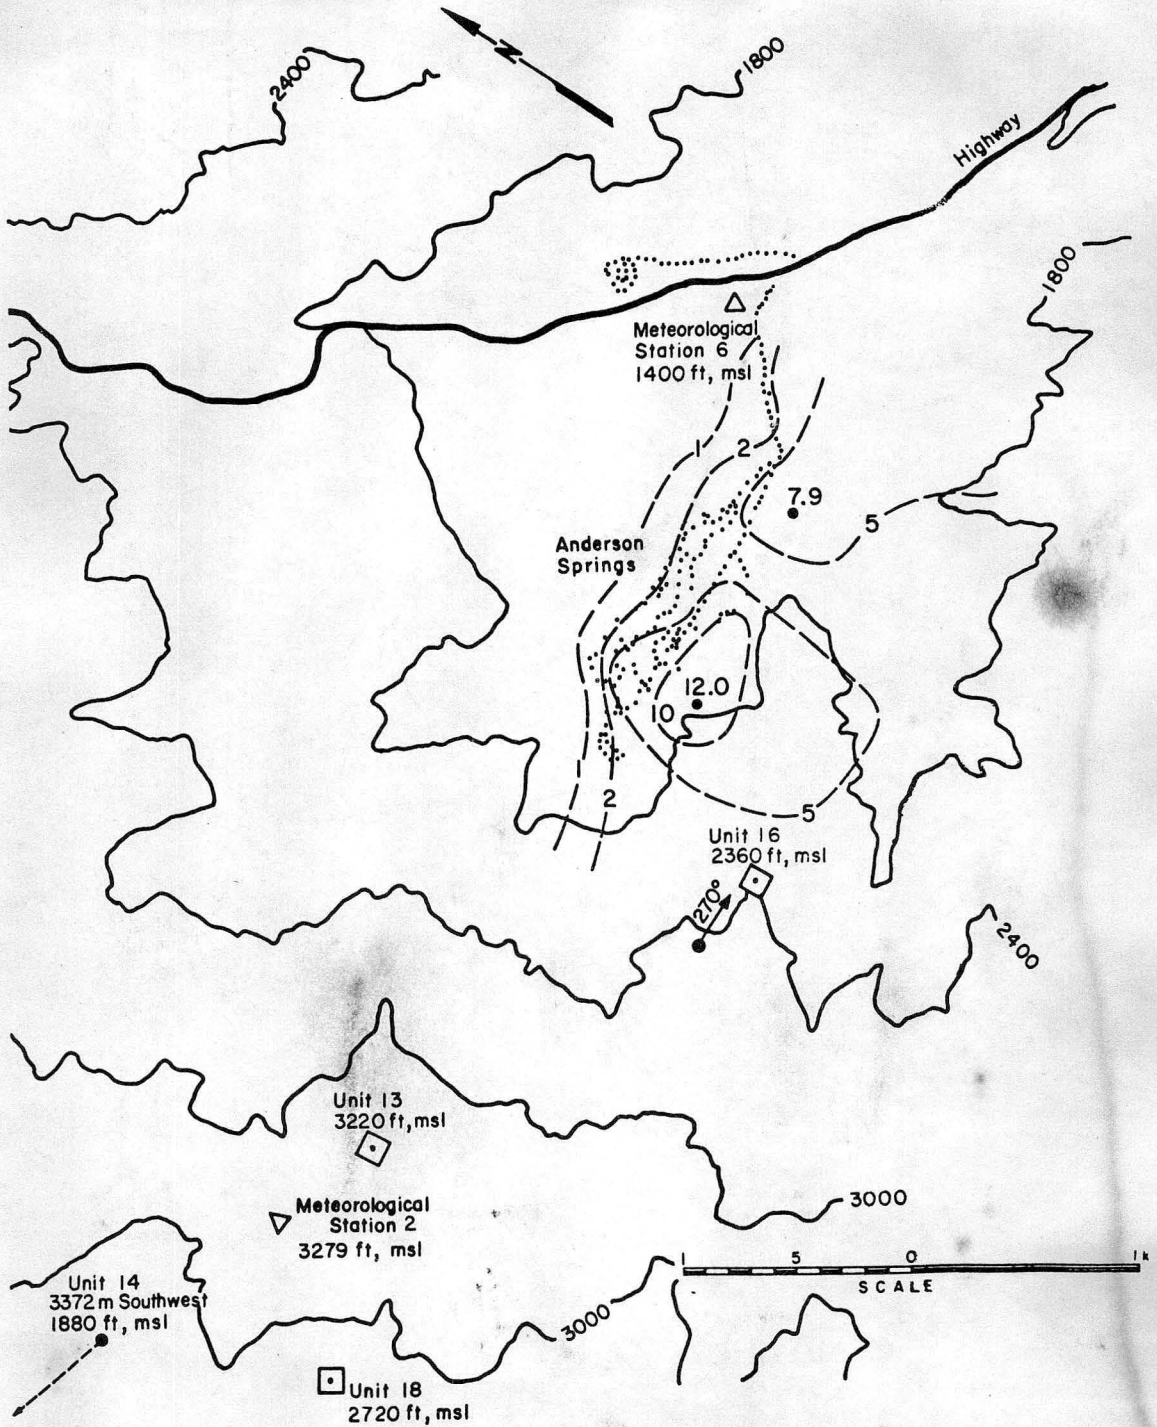 N
2400
1800
Highway
1800
Meteorological
Station 6
1400 ft, msl
1
2
7.9
5
Anderson
Springs
12.0
10
2
5
Unit 16
2360 ft, msl
270°
2400
Unit 13
3220 ft, msl
Meteorological
Station 2
3279 ft, msl
3000
1 5 0 1 k
SCALE
Unit 14
3372 m Southwest
1880 ft, msl
3000
Unit 18
2720 ft, msl